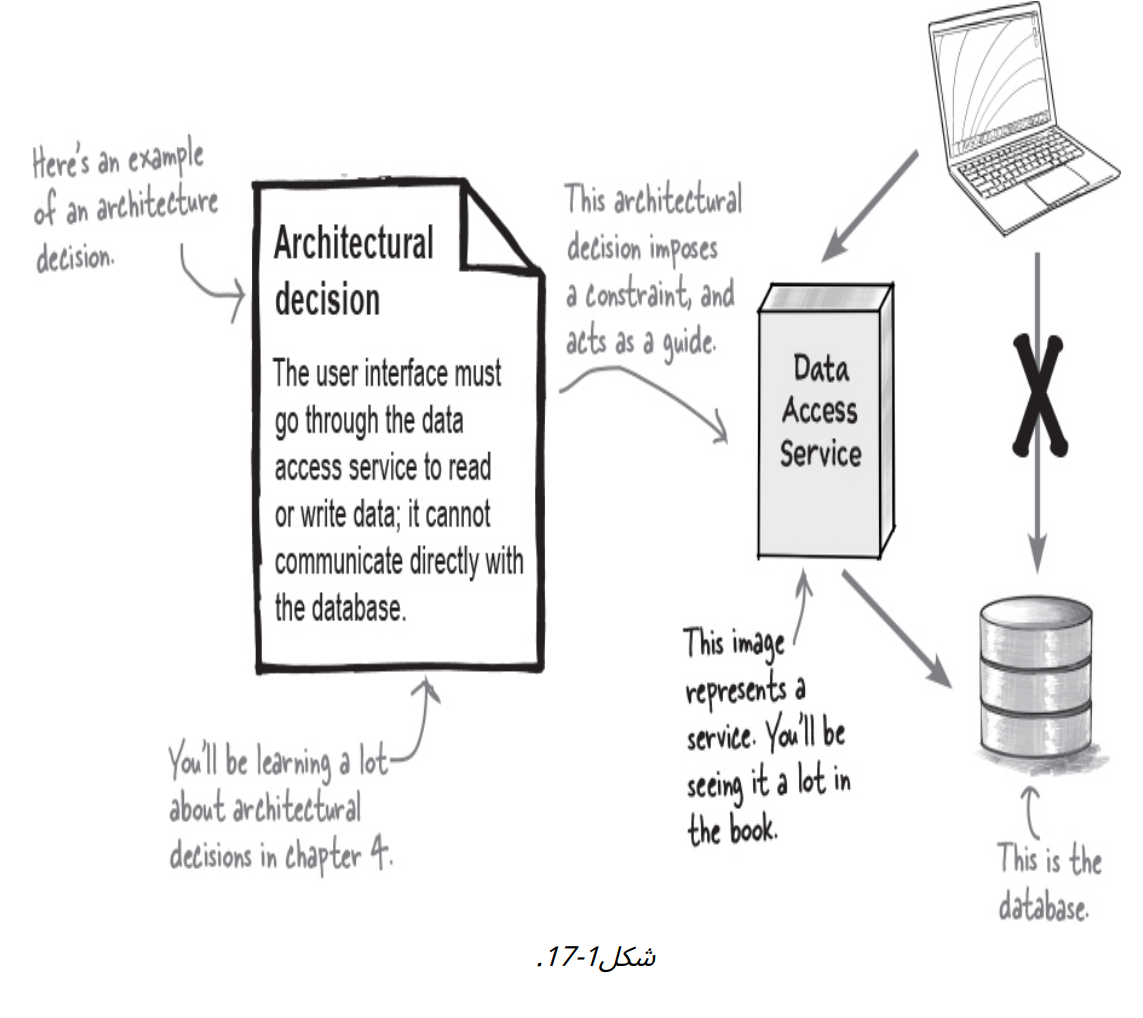 Here's an example
of an architecture
decision.
Architectural
decision
The user interface must
go through the data
access service to read
or write data; it cannot
communicate directly with
the database.
You'll be learning a lot
about architectural
decisions in chapter 4.
This architectural
decision imposes
a constraint, and
acts as a guide.
Data
Access
Service
This image
represents a
service. You'll be
seeing it a lot in
the book.
This is the
database.
شکل1-17.